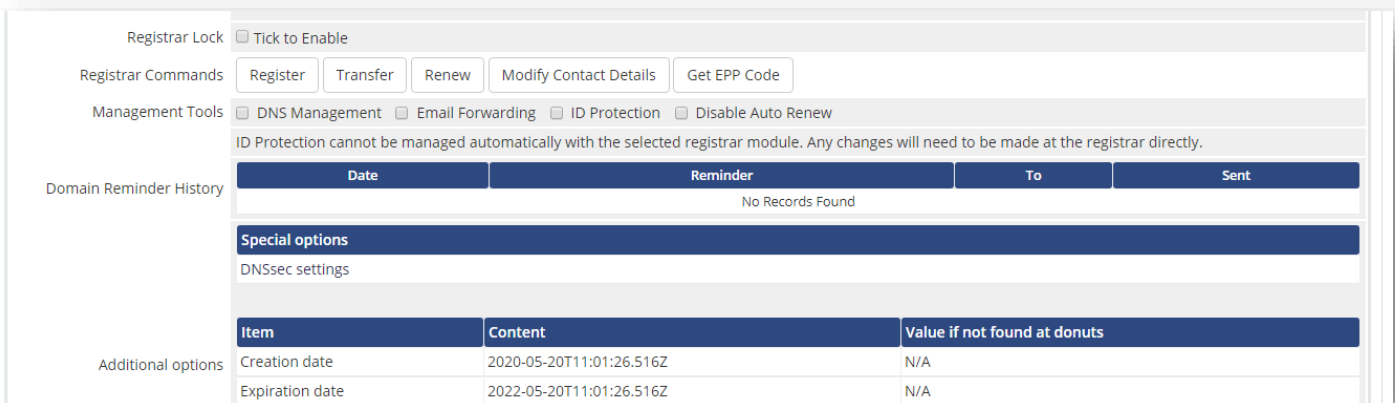 Registrar Lock Tick to Enable
Registrar Commands Register Transfer Renew Modify Contact Details Get EPP Code
Management Tools DNS Management Email Forwarding ID Protection Disable Auto Renew
ID Protection cannot be managed automatically with the selected registrar module. Any changes will need to be made at the registrar directly.
Domain Reminder History
Date Reminder To Sent
No Records Found
Special options
DNSsec settings
Additional options
Item Content Value if not found at donuts
Creation date 2020-05-20T11:01:26.516Z N/A
Expiration date 2022-05-20T11:01:26.516Z N/A